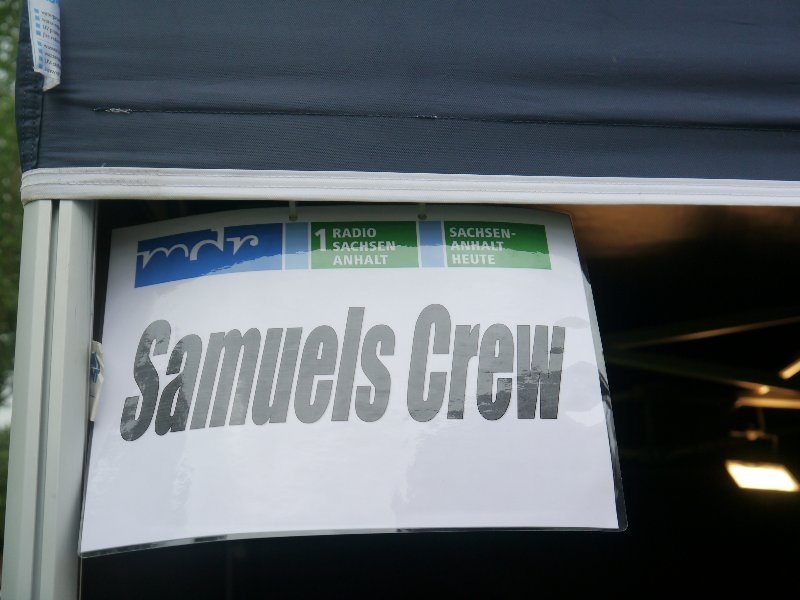 mdr
1 RADIO
SACHSEN
ANHALT
SACHSEN-
ANHALT
HEUTE
Samuels Crew